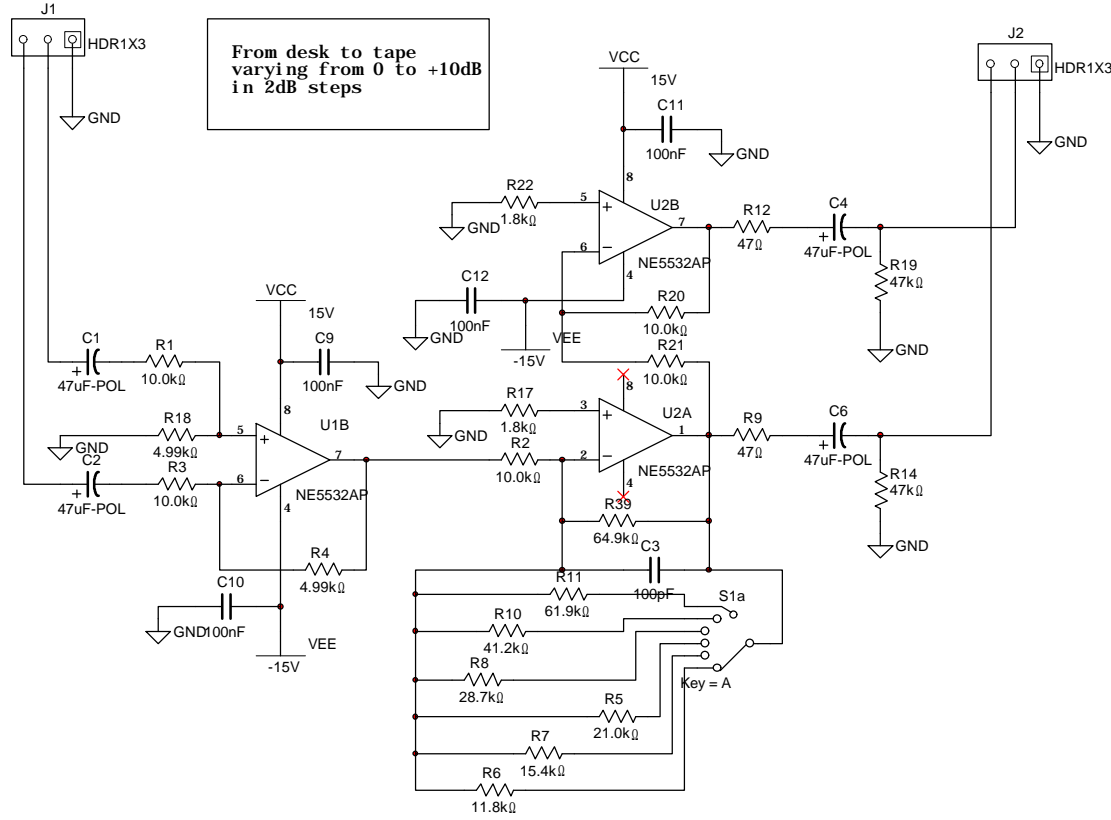 J1
HDR1X3
GND
From desk to tape
varying from 0 to +10dB
in 2dB steps
VCC
15V
C11
100nF
GND
J2
HDR1X3
GND
R22
1.8kΩ
GND
5
6
8
4
7
U2B
NE5532AP
R12
47Ω
C4
+
47uF-POL
R19
47kΩ
GND
C12
100nF
GND
VEE
-15V
R20
10.0kΩ
R21
10.0kΩ
VCC
15V
C9
100nF
GND
C1
+
47uF-POL
R1
10.0kΩ
R18
4.99kΩ
GND
C2
+
47uF-POL
R3
10.0kΩ
5
6
8
4
7
U1B
NE5532AP
R4
4.99kΩ
C10
100nF
GND
VEE
-15V
R17
1.8kΩ
GND
R2
10.0kΩ
3
2
8
4
1
U2A
NE5532AP
R9
47Ω
C6
+
47uF-POL
R14
47kΩ
GND
R39
64.9kΩ
C3
100pF
R11
61.9kΩ
R10
41.2kΩ
R8
28.7kΩ
R5
21.0kΩ
R7
15.4kΩ
R6
11.8kΩ
S1a
Key = A